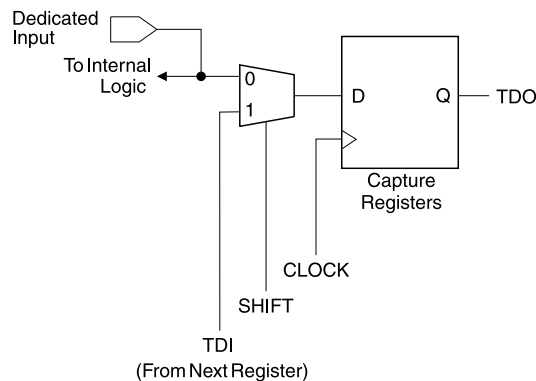 Dedicated
Input
To Internal
Logic
0
1
D
Q
TDO
Capture
Registers
CLOCK
SHIFT
TDI
(From Next Register)